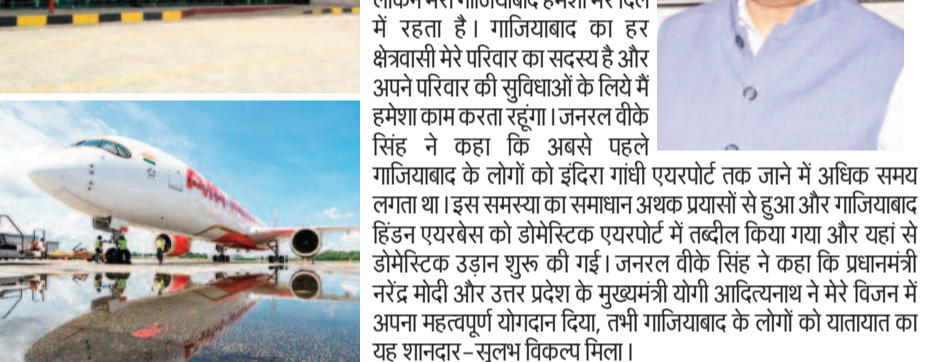 लेकिन मेरा गाजियाबाद हमेशा मेरे दिल
में रहता है। गाजियाबाद का हर
क्षेत्रवासी मेरे परिवार का सदस्य है और
अपने परिवार की सुविधाओं के लिये मैं
हमेशा काम करता रहूंगा। जनरल वीके
सिंह ने कहा कि अबसे पहले
गाजियाबाद के लोगों को इंदिरा गांधी एयरपोर्ट तक जाने में अधिक समय
लगता था। इस समस्या का समाधान अथक प्रयासों से हुआ और गाजियाबाद
हिंडन एयरबेस को डोमेस्टिक एयरपोर्ट में तब्दील किया गया और यहां से
डोमेस्टिक उड़ान शुरू की गई। जनरल वीके सिंह ने कहा कि प्रधानमंत्री
नरेंद्र मोदी और उत्तर प्रदेश के मुख्यमंत्री योगी आदित्यनाथ ने मेरे विजन में
अपना महत्वपूर्ण योगदान दिया, तभी गाजियाबाद के लोगों को यातायात का
यह शानदार-सुलभ विकल्प मिला।